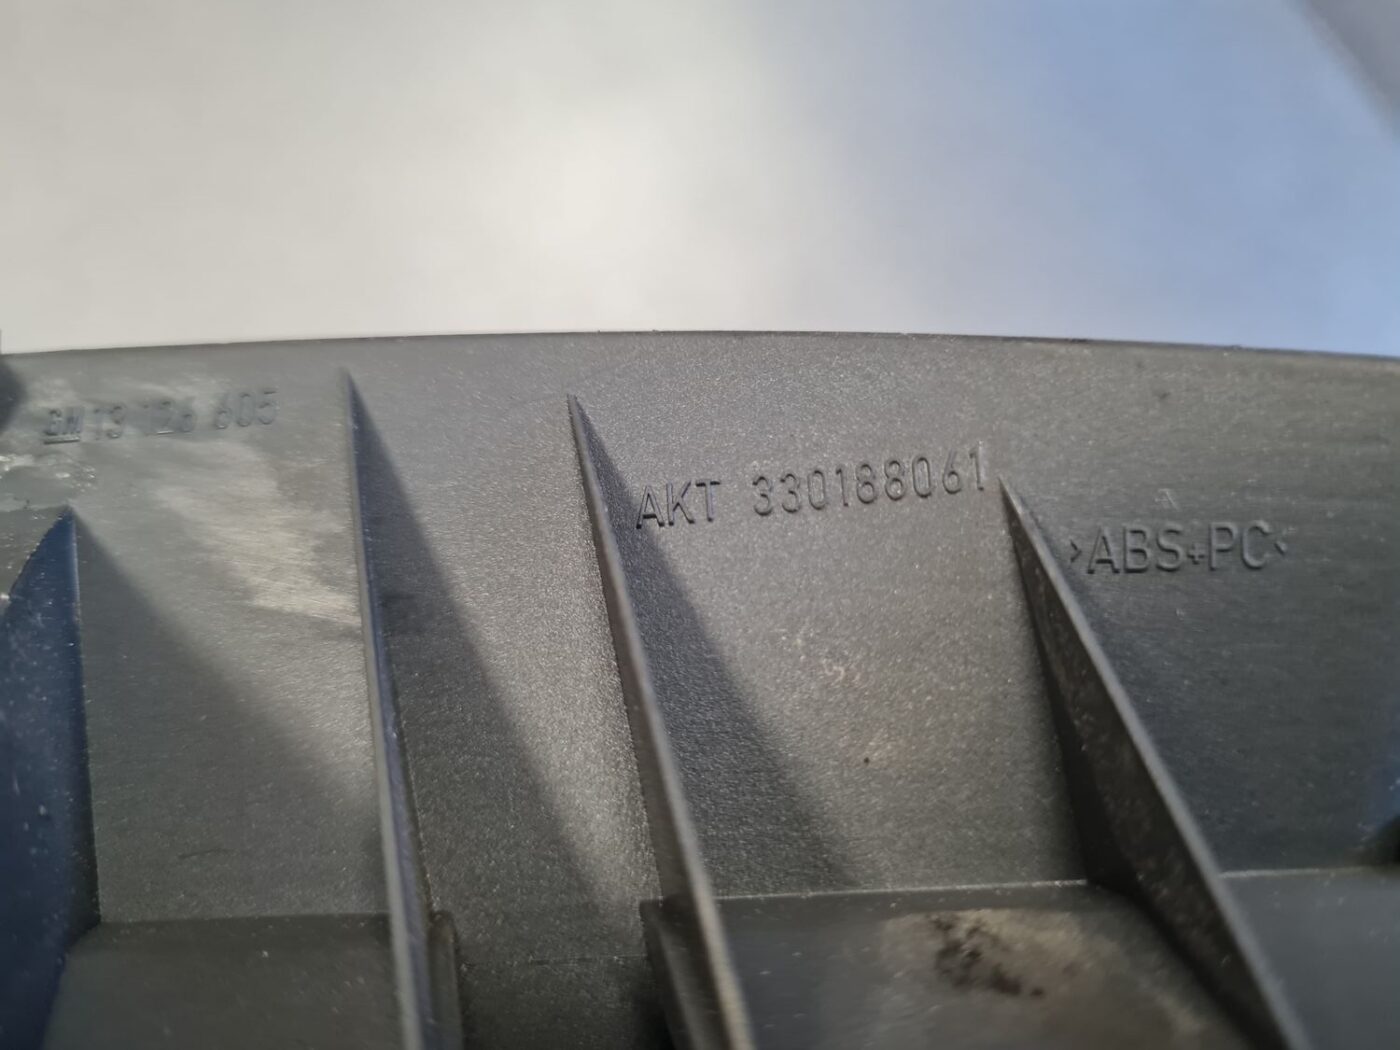 GM 13 126 605
AKT 330188061
>ABS+PC<